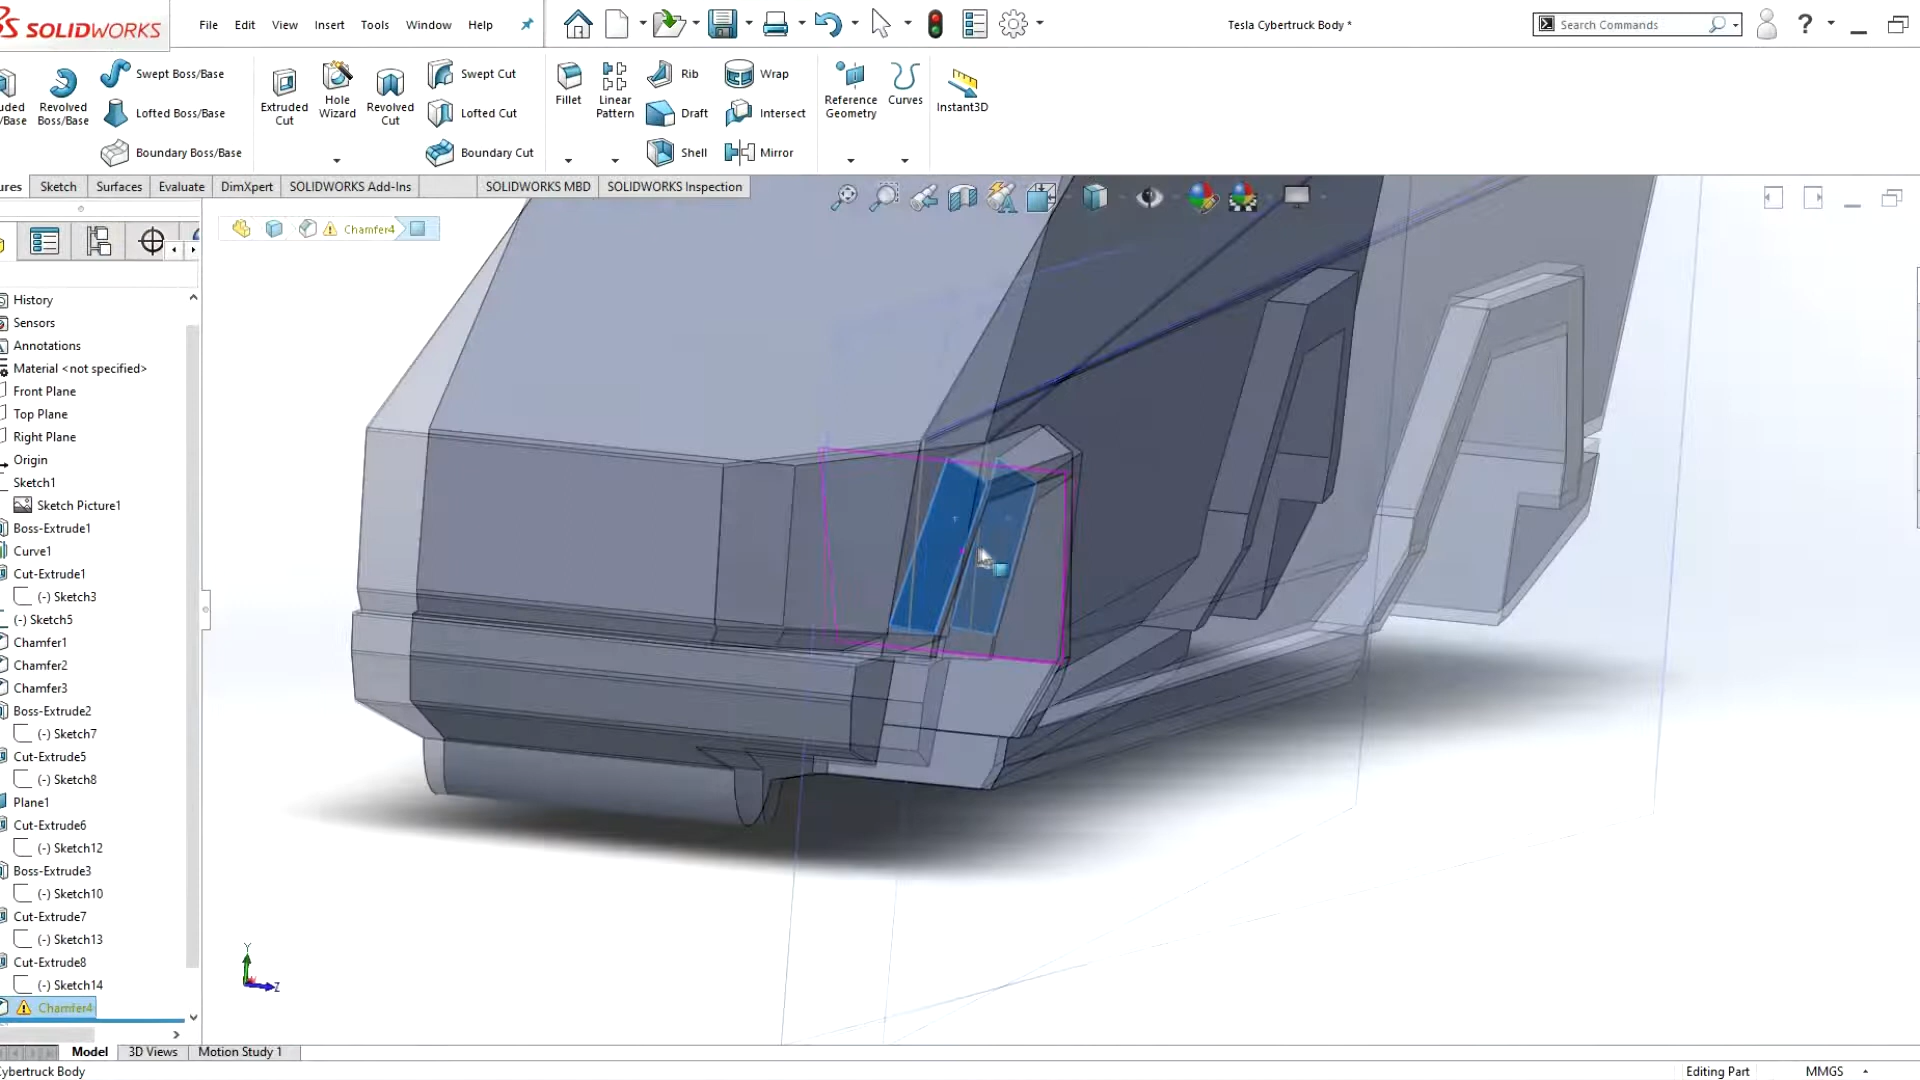 SOLIDWORKS
File Edit View Insert Tools Window Help
Tesla Cybertruck Body *
Search Commands
?
uded
/Base
Revolved
Boss/Base
Swept Boss/Base
Lofted Boss/Base
Boundary Boss/Base
Extruded
Cut
Hole
Wizard
Revolved
Cut
Swept Cut
Lofted Cut
Boundary Cut
Fillet
Linear
Pattern
Rib
Draft
Shell
Wrap
Intersect
Mirror
Reference
Geometry
Curves
Instant3D
ures Sketch Surfaces Evaluate DimXpert SOLIDWORKS Add-Ins SOLIDWORKS MBD SOLIDWORKS Inspection
Chamfer4
History
Sensors
Annotations
Material <not specified>
Front Plane
Top Plane
Right Plane
Origin
Sketch1
Sketch Picture1
Boss-Extrude1
Curve1
Cut-Extrude1
(-) Sketch3
(-) Sketch5
Chamfer1
Chamfer2
Chamfer3
Boss-Extrude2
(-) Sketch7
Cut-Extrude5
(-) Sketch8
Plane1
Cut-Extrude6
(-) Sketch12
Boss-Extrude3
(-) Sketch10
Cut-Extrude7
(-) Sketch13
Cut-Extrude8
(-) Sketch14
Chamfer4
Y
Z
Model 3D Views Motion Study 1
Cybertruck Body
Editing Part MMGS